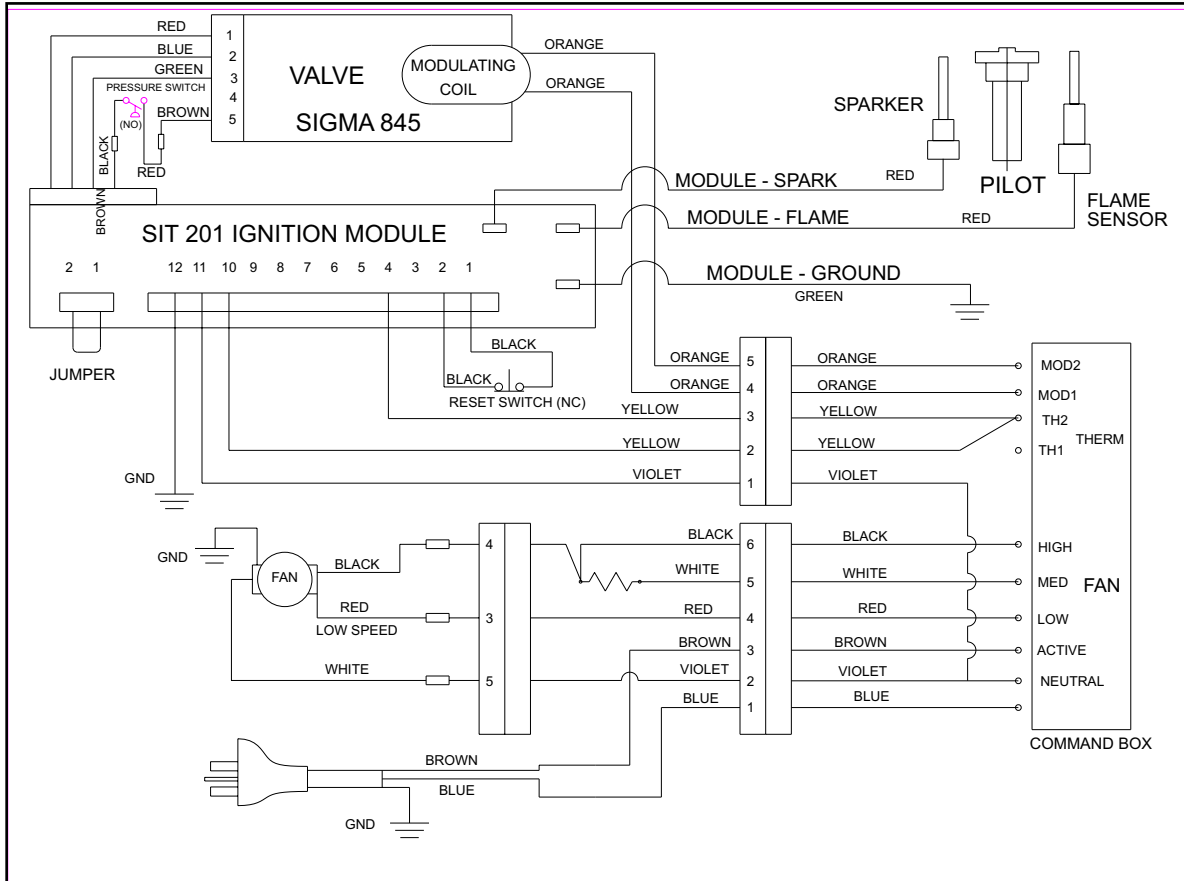 RED
1
BLUE
2
GREEN
3
PRESSURE SWITCH
4
(NO)
BROWN
5
BLACK
RED
VALVE
SIGMA 845
MODULATING
COIL
ORANGE
ORANGE
SPARKER
PILOT
FLAME
SENSOR
MODULE - SPARK
RED
MODULE - FLAME
RED
MODULE - GROUND
GREEN
BROWN
SIT 201 IGNITION MODULE
2 1
12 11 10 9 8 7 6 5 4 3 2 1
JUMPER
BLACK
BLACK
RESET SWITCH (NC)
GND
ORANGE 5 ORANGE
ORANGE 4 ORANGE
YELLOW 3 YELLOW
YELLOW 2 YELLOW
VIOLET 1 VIOLET
MOD2
MOD1
TH2
THERM
TH1
GND
FAN
BLACK 4
RED 3
LOW SPEED
WHITE 5
BLACK 6 BLACK
WHITE 5 WHITE
RED 4 RED
BROWN 3 BROWN
VIOLET 2 VIOLET
BLUE 1 BLUE
HIGH
MED
FAN
LOW
ACTIVE
NEUTRAL
COMMAND BOX
BROWN
BLUE
GND